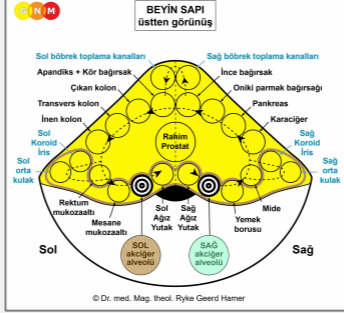 G N M
BEYİN SAPI
üstten görünüş
Sol böbrek toplama kanalları
Sağ böbrek toplama kanalları
Apandiks + Kör bağırsak
İnce bağırsak
Çıkan kolon
Oniki parmak bağırsağı
Transvers kolon
Pankreas
İnen kolon
Karaciğer
Sol
Koroid
İris
Rahim
Prostat
Sağ
Koroid
İris
Sol
orta
kulak
Sağ
orta
kulak
Rektum
mukozaaltı
Mesane
mukozaaltı
Sol
Ağız
Yutak
Sağ
Ağız
Yutak
Yemek
borusu
Mide
Sol
SOL
akciğer
alveolü
SAĞ
akciğer
alveolü
Sağ
© Dr. med. Mag. theol. Ryke Geerd Hamer